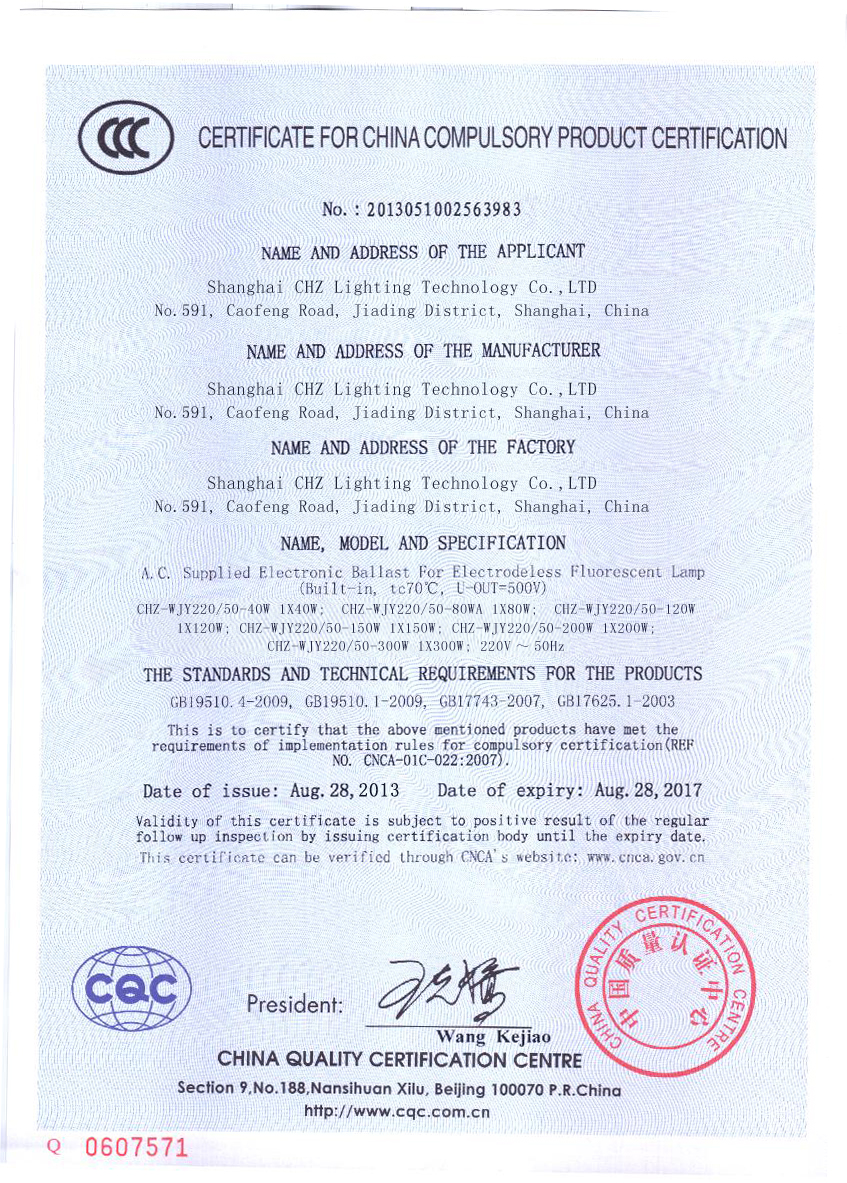 CCC
CERTIFICATE FOR CHINA COMPULSORY PRODUCT CERTIFICATION
No. : 2013051002563983
NAME AND ADDRESS OF THE APPLICANT
Shanghai CHZ Lighting Technology Co.,LTD
No.591, Caofeng Road, Jiading District, Shanghai, China
NAME AND ADDRESS OF THE MANUFACTURER
Shanghai CHZ Lighting Technology Co.,LTD
No.591, Caofeng Road, Jiading District, Shanghai, China
NAME AND ADDRESS OF THE FACTORY
Shanghai CHZ Lighting Technology Co.,LTD
No.591, Caofeng Road, Jiading District, Shanghai, China
NAME, MODEL AND SPECIFICATION
A.C. Supplied Electronic Ballast For Electrodeless Fluorescent Lamp
(Built-in, tc70℃, U-OUT=500V)
CHZ-WJY220/50-40W 1X40W; CHZ-WJY220/50-80WA 1X80W; CHZ-WJY220/50-120W
1X120W; CHZ-WJY220/50-150W 1X150W; CHZ-WJY220/50-200W 1X200W;
CHZ-WJY220/50-300W 1X300W; 220V ~ 50Hz
THE STANDARDS AND TECHNICAL REQUIREMENTS FOR THE PRODUCTS
GB19510.4-2009, GB19510.1-2009, GB17743-2007, GB17625.1-2003
This is to certify that the above mentioned products have met the
requirements of implementation rules for compulsory certification(REF
NO. CNCA-01C-022:2007).
Date of issue: Aug.28,2013 Date of expiry: Aug.28,2017
Validity of this certificate is subject to positive result of the regular
follow up inspection by issuing certification body until the expiry date.
This certificate can be verified through CNCA's website: www.cnca.gov.cn
CQC
President:
Wang Kejiao
CHINA QUALITY CERTIFICATION CENTRE
中国质量认证中心
CHINA QUALITY CERTIFICATION CENTRE
Section 9,No.188,Nansihuan Xilu, Beijing 100070 P.R.China
http://www.cqc.com.cn
Q 0607571